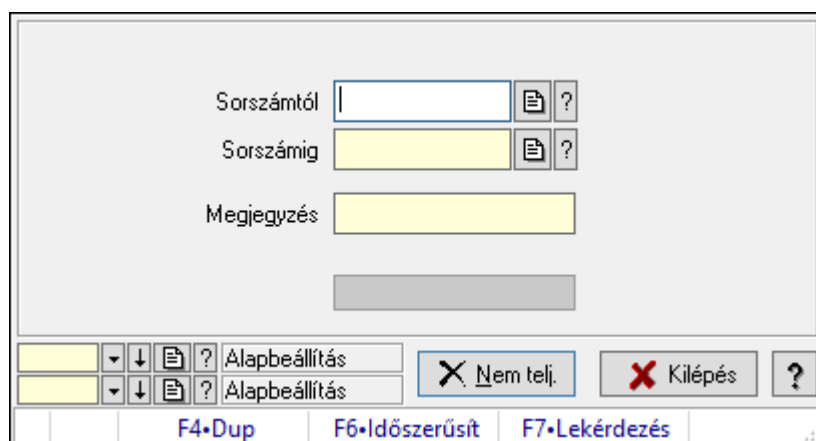 Sorszámtól ?
Sorszámig ?
Megjegyzés
? Alapbeállítás
? Alapbeállítás
Nem telj. Kilépés ?
F4•Dup F6•Időszerűsít F7•Lekérdezés